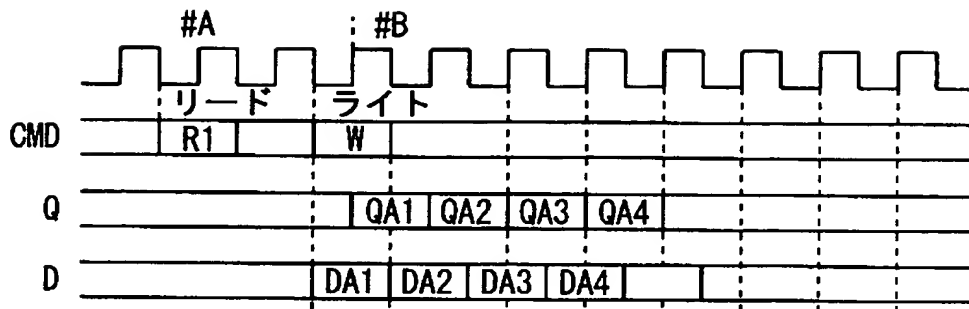 #A #B
リード ライト
CMD R1 W
Q QA1 QA2 QA3 QA4
D DA1 DA2 DA3 DA4